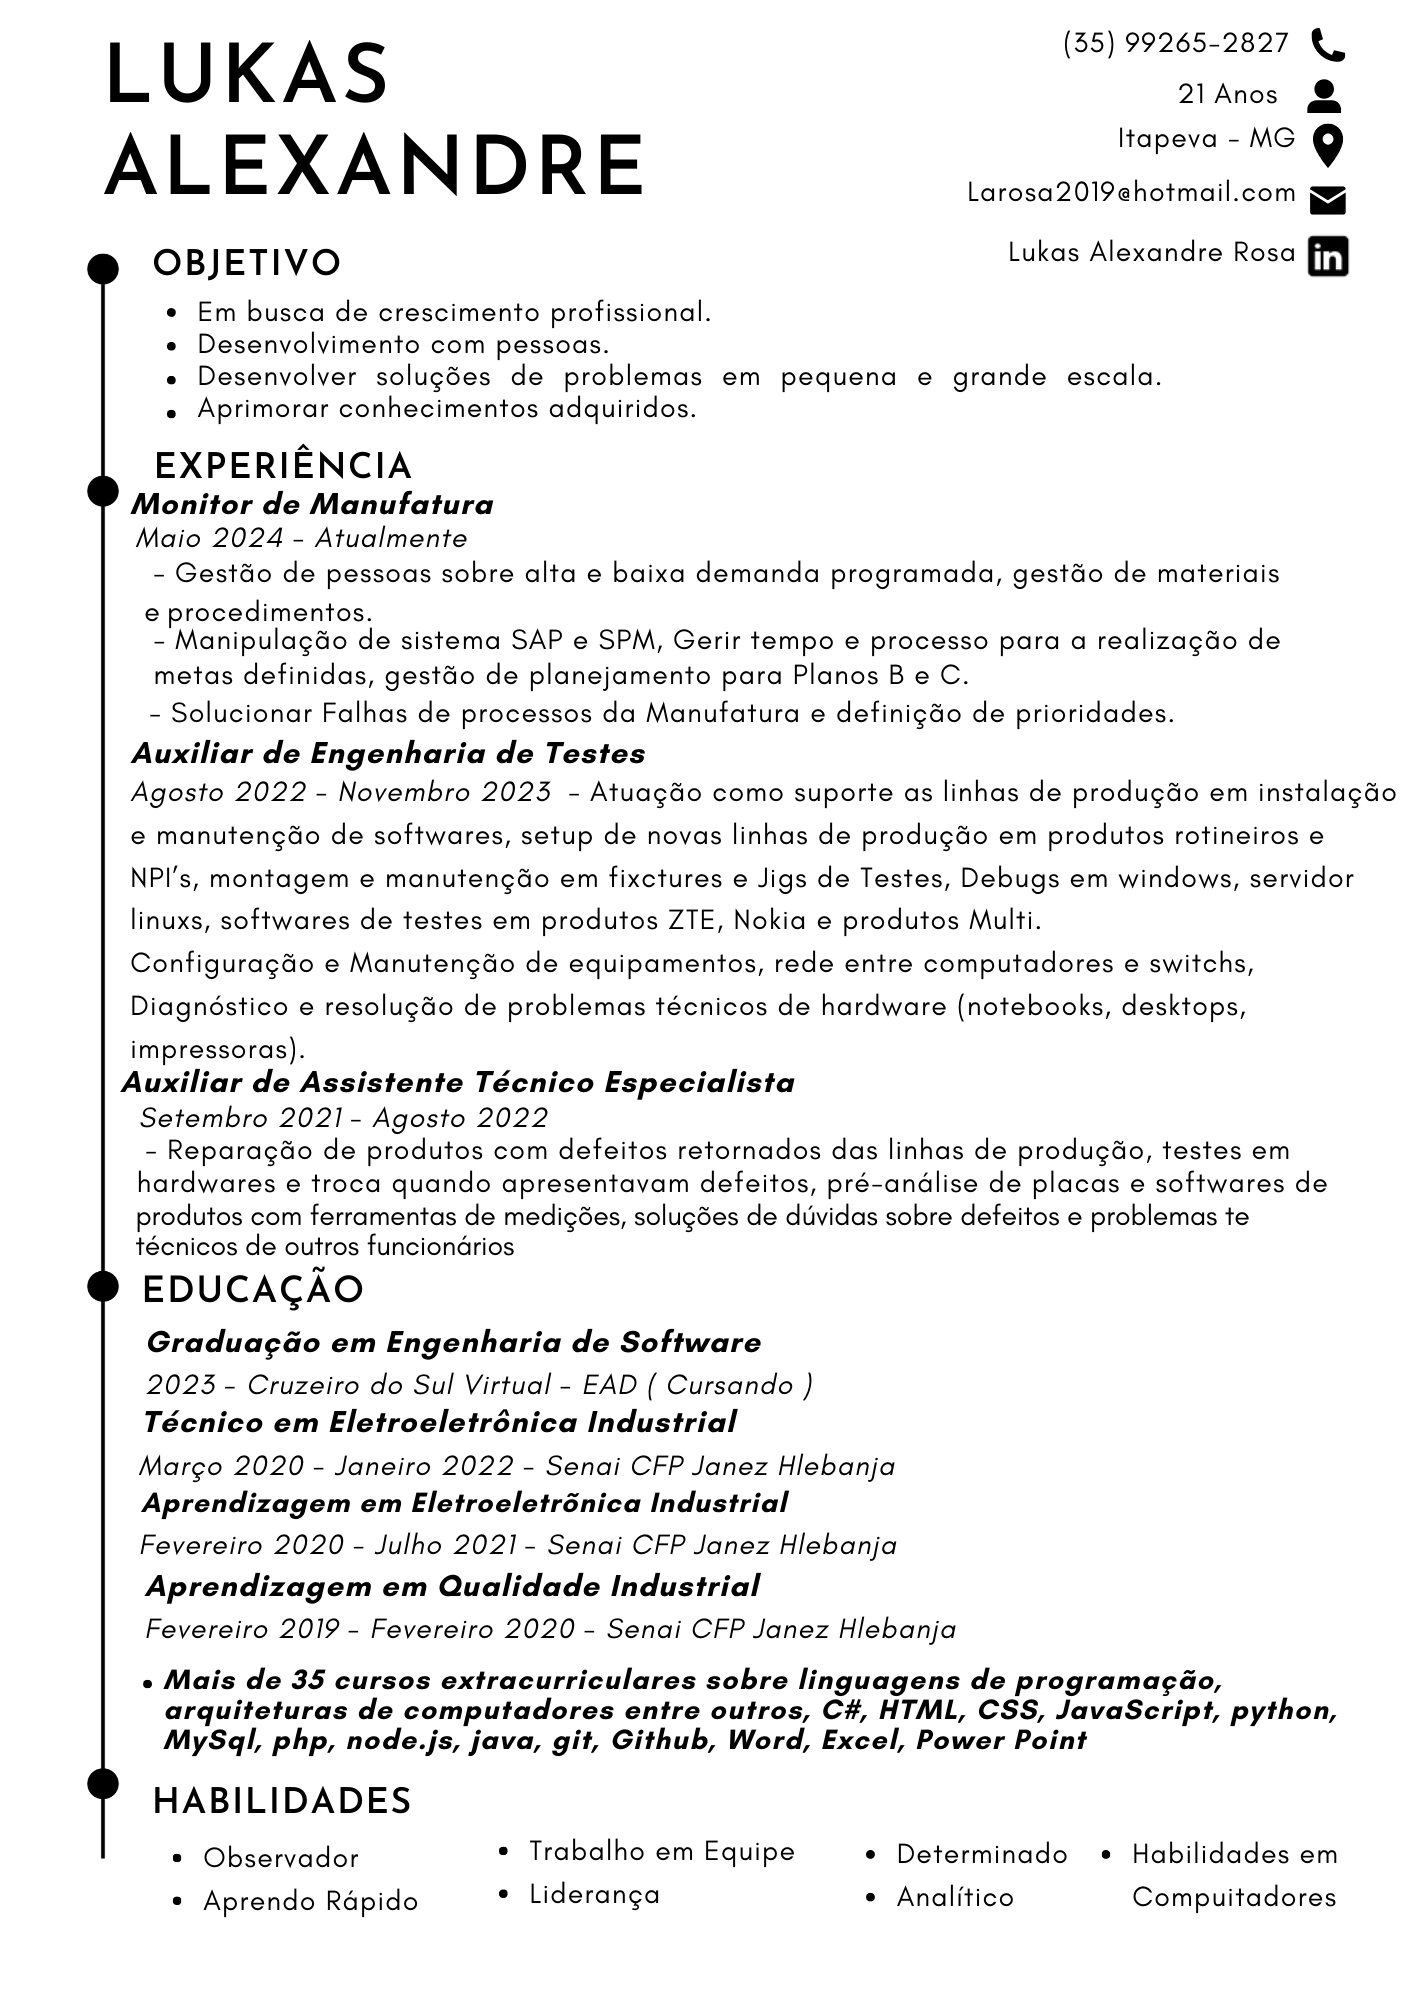 LUKAS
ALEXANDRE
(35) 99265-2827
21 Anos
Itapeva - MG
Larosa2019@hotmail.com
Lukas Alexandre Rosa
in
OBJETIVO
• Em busca de crescimento profissional.
• Desenvolvimento com pessoas.
• Desenvolver soluções de problemas em pequena e grande escala.
• Aprimorar conhecimentos adquiridos.
EXPERIÊNCIA
Monitor de Manufatura
Maio 2024 - Atualmente
- Gestão de pessoas sobre alta e baixa demanda programada, gestão de materiais
e procedimentos.
- Manipulação de sistema SAP e SPM, Gerir tempo e processo para a realização de
metas definidas, gestão de planejamento para Planos B e C.
- Solucionar Falhas de processos da Manufatura e definição de prioridades.
Auxiliar de Engenharia de Testes
Agosto 2022 - Novembro 2023 - Atuação como suporte as linhas de produção em instalação
e manutenção de softwares, setup de novas linhas de produção em produtos rotineiros e
NPI's, montagem e manutenção em fixctures e Jigs de Testes, Debugs em windows, servidor
linuxs, softwares de testes em produtos ZTE, Nokia e produtos Multi.
Configuração e Manutenção de equipamentos, rede entre computadores e switchs,
Diagnóstico e resolução de problemas técnicos de hardware (notebooks, desktops,
impressoras).
Auxiliar de Assistente Técnico Especialista
Setembro 2021 - Agosto 2022
- Reparação de produtos com defeitos retornados das linhas de produção, testes em
hardwares e troca quando apresentavam defeitos, pré-análise de placas e softwares de
produtos com ferramentas de medições, soluções de dúvidas sobre defeitos e problemas te
técnicos de outros funcionários
EDUCAÇÃO
Graduação em Engenharia de Software
2023 - Cruzeiro do Sul Virtual - EAD ( Cursando )
Técnico em Eletroeletrônica Industrial
Março 2020 - Janeiro 2022 - Senai CFP Janez Hlebanja
Aprendizagem em Eletroeletrõnica Industrial
Fevereiro 2020 - Julho 2021 - Senai CFP Janez Hlebanja
Aprendizagem em Qualidade Industrial
Fevereiro 2019 - Fevereiro 2020 - Senai CFP Janez Hlebanja
• Mais de 35 cursos extracurriculares sobre linguagens de programação,
arquiteturas de computadores entre outros, C#, HTML, CSS, JavaScript, python,
MySql, php, node.js, java, git, Github, Word, Excel, Power Point
HABILIDADES
• Observador
• Aprendo Rápido
• Trabalho em Equipe
• Liderança
• Determinado
• Analítico
• Habilidades em
Compuitadores